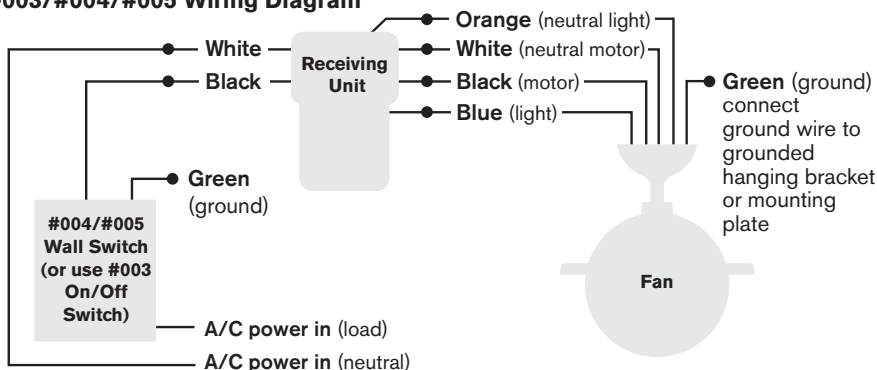 #003/#004/#005 Wiring Diagram
Orange (neutral light)
White
White (neutral motor)
Receiving
Unit
Black
Black (motor)
Blue (light)
Green (ground)
connect
ground wire to
grounded
hanging bracket
or mounting
plate
Green
(ground)
#004/#005
Wall Switch
(or use #003
On/Off
Switch)
Fan
A/C power in (load)
A/C power in (neutral)